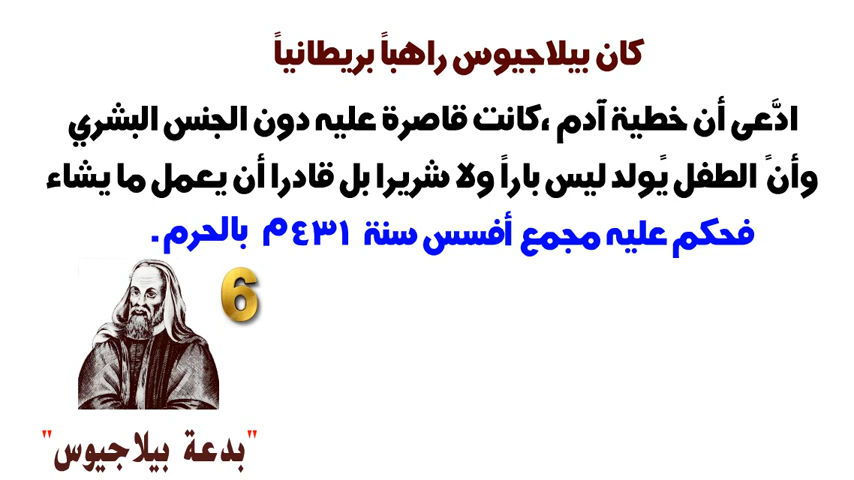 كان بيلاجيوس راهباً بريطانياً
ادَّعى أن خطية آدم ،كانت قاصرة عليه دون الجنس البشري
وأن ً الطفل يًولد ليس باراً ولا شريرا بل قادرا أن يعمل ما يشاء
فحكم عليه مجمع أفسس سنة ٤٣١م بالحرم.
6
"بدعة بيلاجيوس"